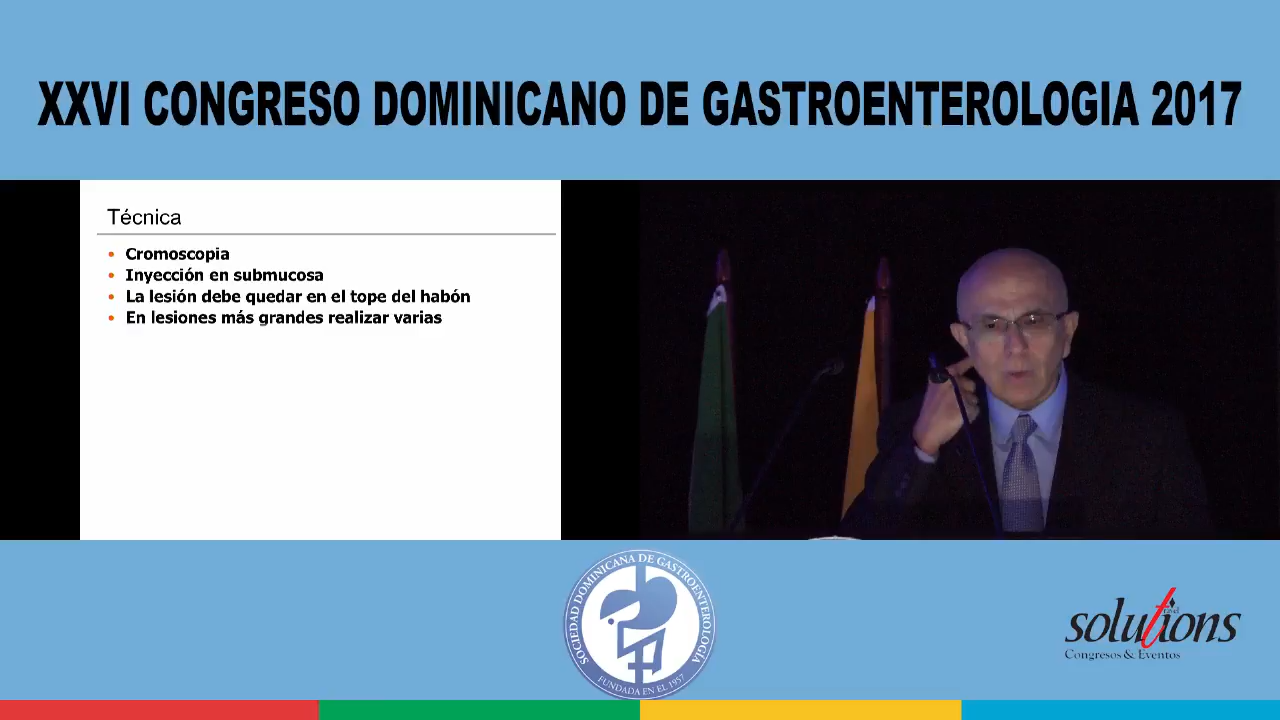 XXVI CONGRESO DOMINICANO DE GASTROENTEROLOGIA 2017
Técnica
• Cromoscopia
• Inyección en submucosa
• La lesión debe quedar en el tope del habón
• En lesiones más grandes realizar varias
SOCIEDAD DOMINICANA DE GASTROENTEROLOGÍA
FUNDADA EN EL 1957
solutions
Congresos & Eventos